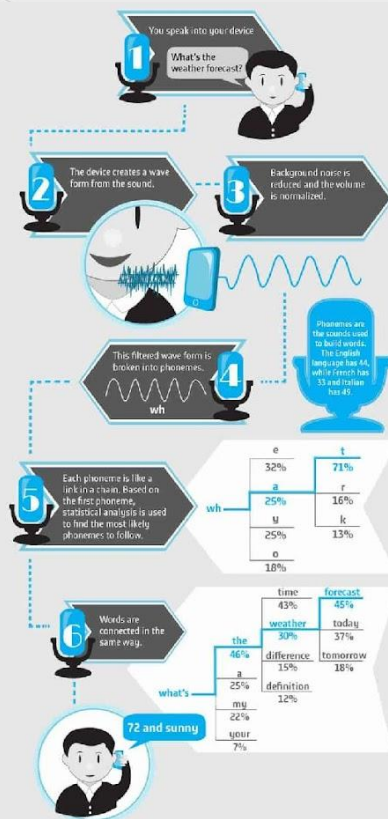 You speak into your device
1
What's the
weather forecast?
2
The device creates a wave
form from the sound.
3
Background noise is
reduced and the volume
is normalized.
Phonemes are
the sounds used
to build words.
The English
language has 44,
while French has
33 and Italian
has 49.
This filtered wave form is
broken into phonemes.
wh
4
5
Each phoneme is like a
link in a chain. Based on
the first phoneme,
statistical analysis is used
to find the most likely
phonemes to follow.
wh
e
32%
a
25%
y
25%
o
18%
t
71%
r
16%
k
13%
6
Words are
connected in the
same way.
what's
the
46%
a
25%
my
22%
your
7%
time
43%
weather
30%
difference
15%
definition
12%
forecast
45%
today
37%
tomorrow
18%
72 and sunny